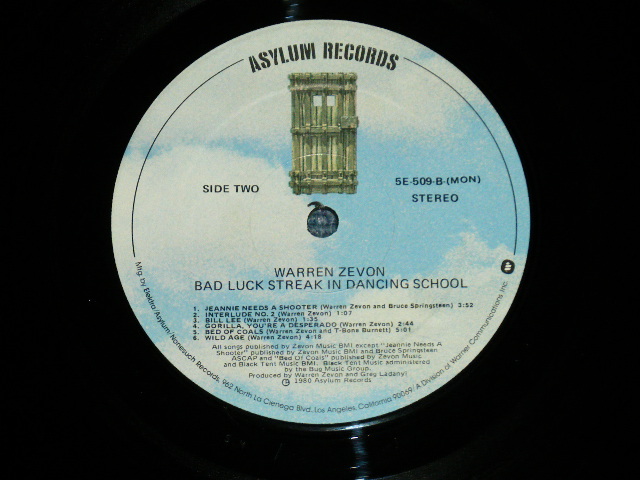 ASYLUM RECORDS
SIDE TWO
5E-509-B-(MON)
STEREO
WARREN ZEVON
BAD LUCK STREAK IN DANCING SCHOOL
1. JEANNIE NEEDS A SHOOTER (Warren Zevon and Bruce Springsteen) 3:52
2. INTERLUDE NO. 2 (Warren Zevon) 1:07
3. BILL LEE (Warren Zevon) 1:35
4. GORILLA, YOU'RE A DESPERADO (Warren Zevon) 2:44
5. BED OF COALS (Warren Zevon and T-Bone Burnett) 5:01
6. WILD AGE (Warren Zevon) 4:18
All songs published by Zevon Music BMI except "Jeannie Needs A
Shooter" published by Zevon Music BMI and Bruce Springsteen
ASCAP and "Bed Of Coals" published by Zevon Music
and Black Tent Music BMI. Black Tent Music administered
by the Bug Music Group.
Produced by Warren Zevon and Greg Ladanyi
℗ 1980 Asylum Records
Mfg. by Elektra/Asylum/Nonesuch Records, 962 North La Cienega Blvd., Los Angeles, California 90069/A Division of Warner Communications Inc.